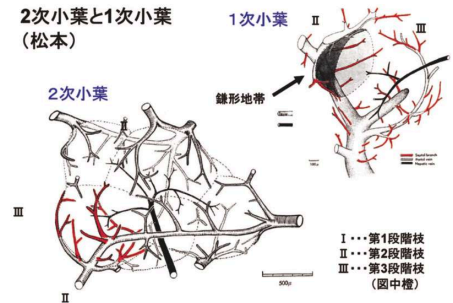 2次小葉と1次小葉
(松本)
1次小葉
Ⅱ
Ⅲ
鎌形地帯
2次小葉
Ⅱ
Ⅲ
Ⅱ
500μ
Ⅰ・・・第1段階枝
Ⅱ・・・第2段階枝
Ⅲ・・・第3段階枝
(図中橙)